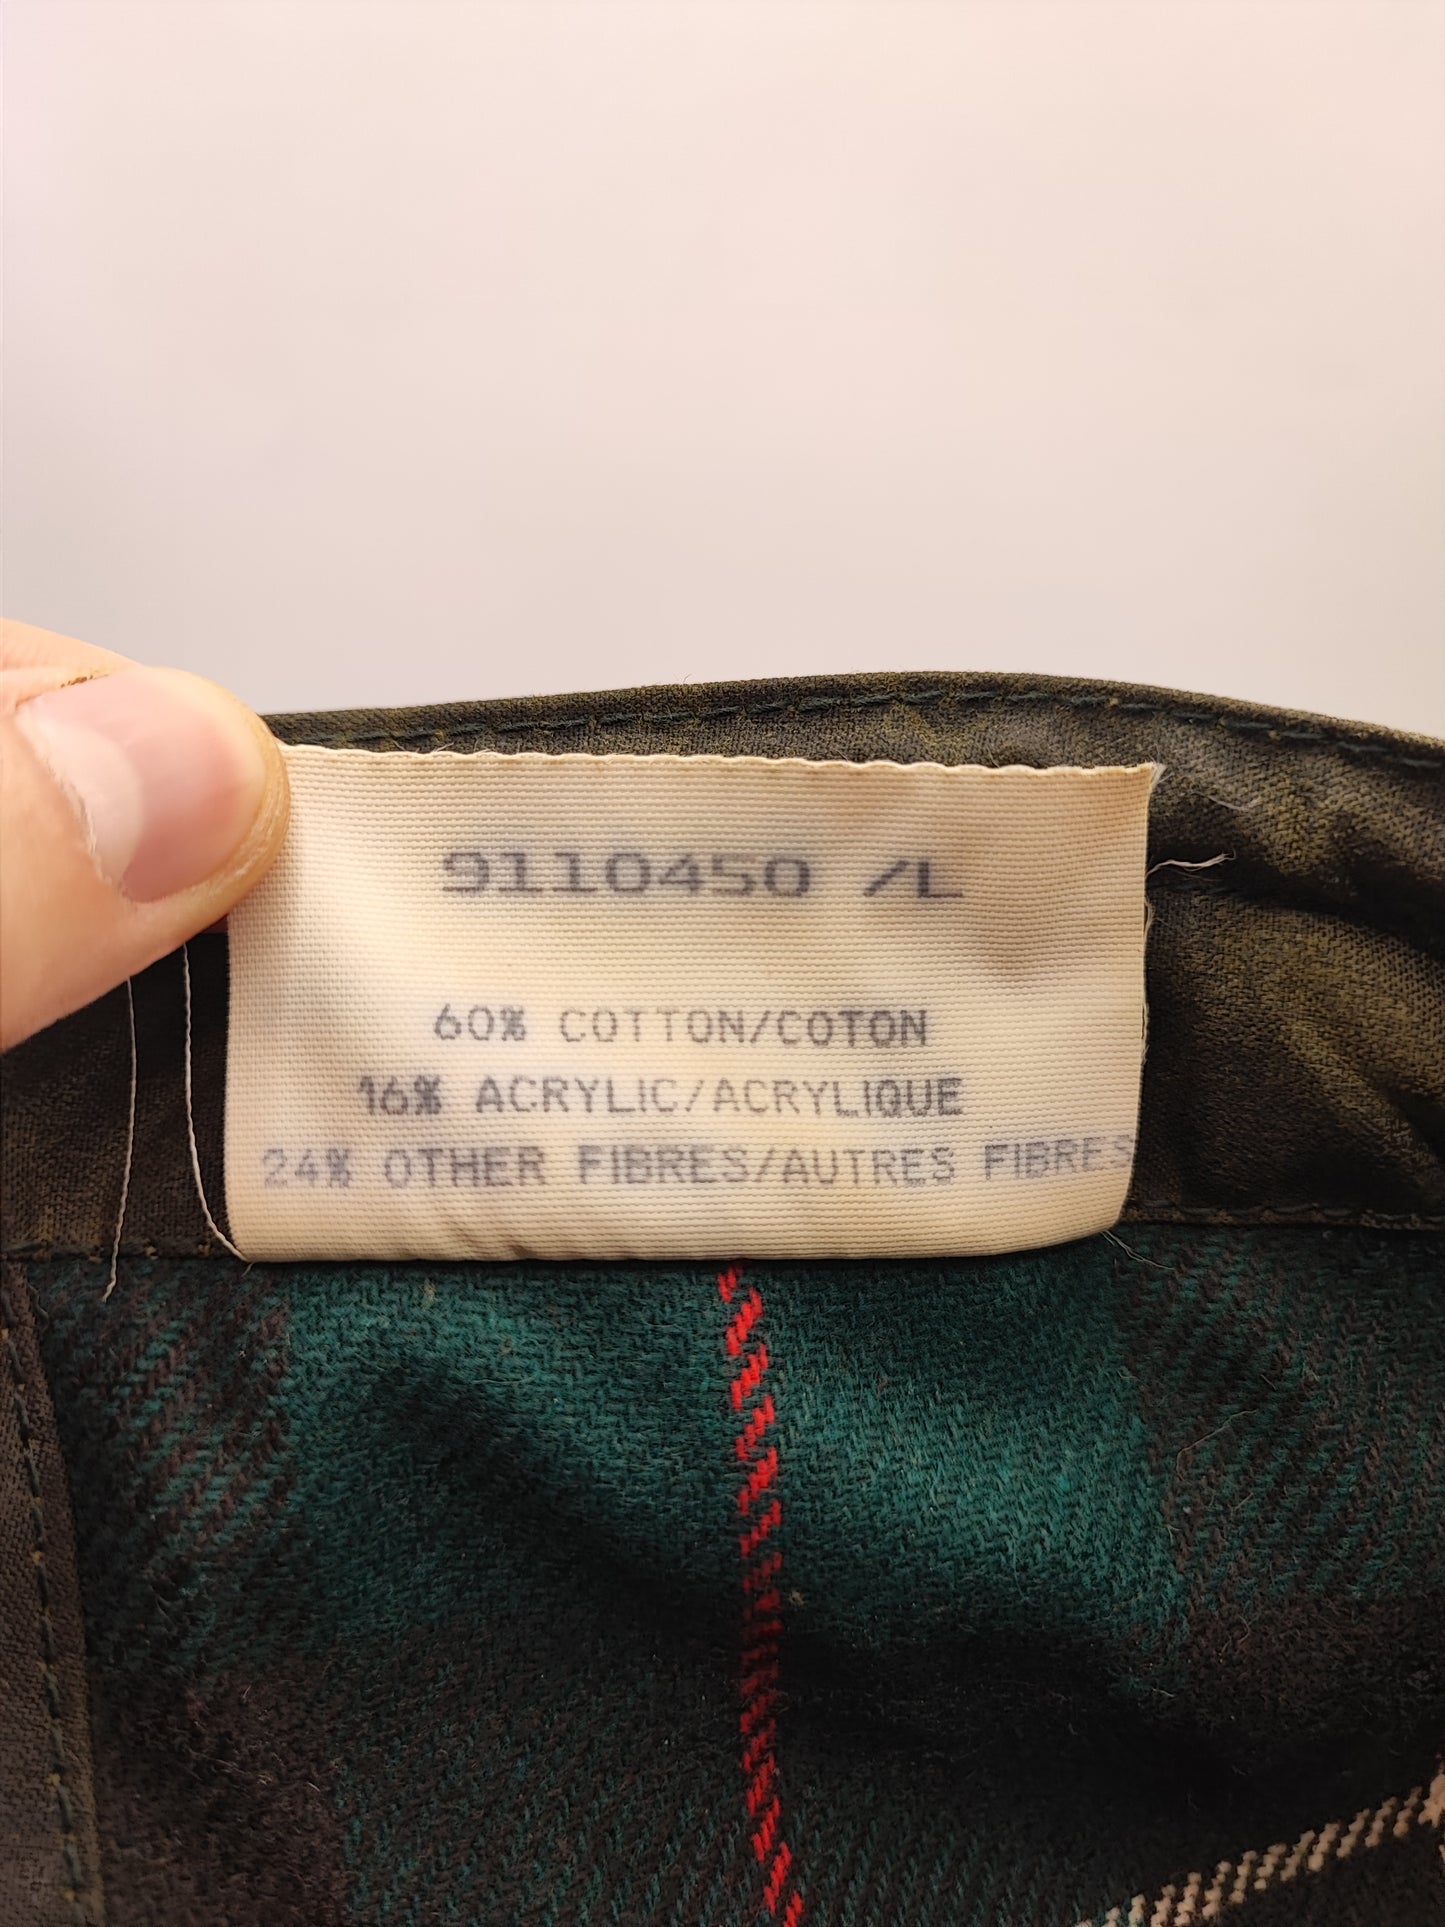 9110450 /L
60% COTTON/COTON
16% ACRYLIC/ACRYLIQUE
24% OTHER FIBRES/AUTRES FIBRES